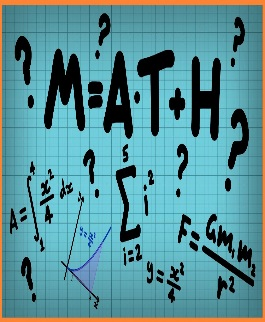 ? ? ?
M=A·T+H
? ? ?
A = ∫₁⁴ x²/4 dx
5
Σ i²
i=2
y = x²/4
F = Gm₁m₂/r²
?